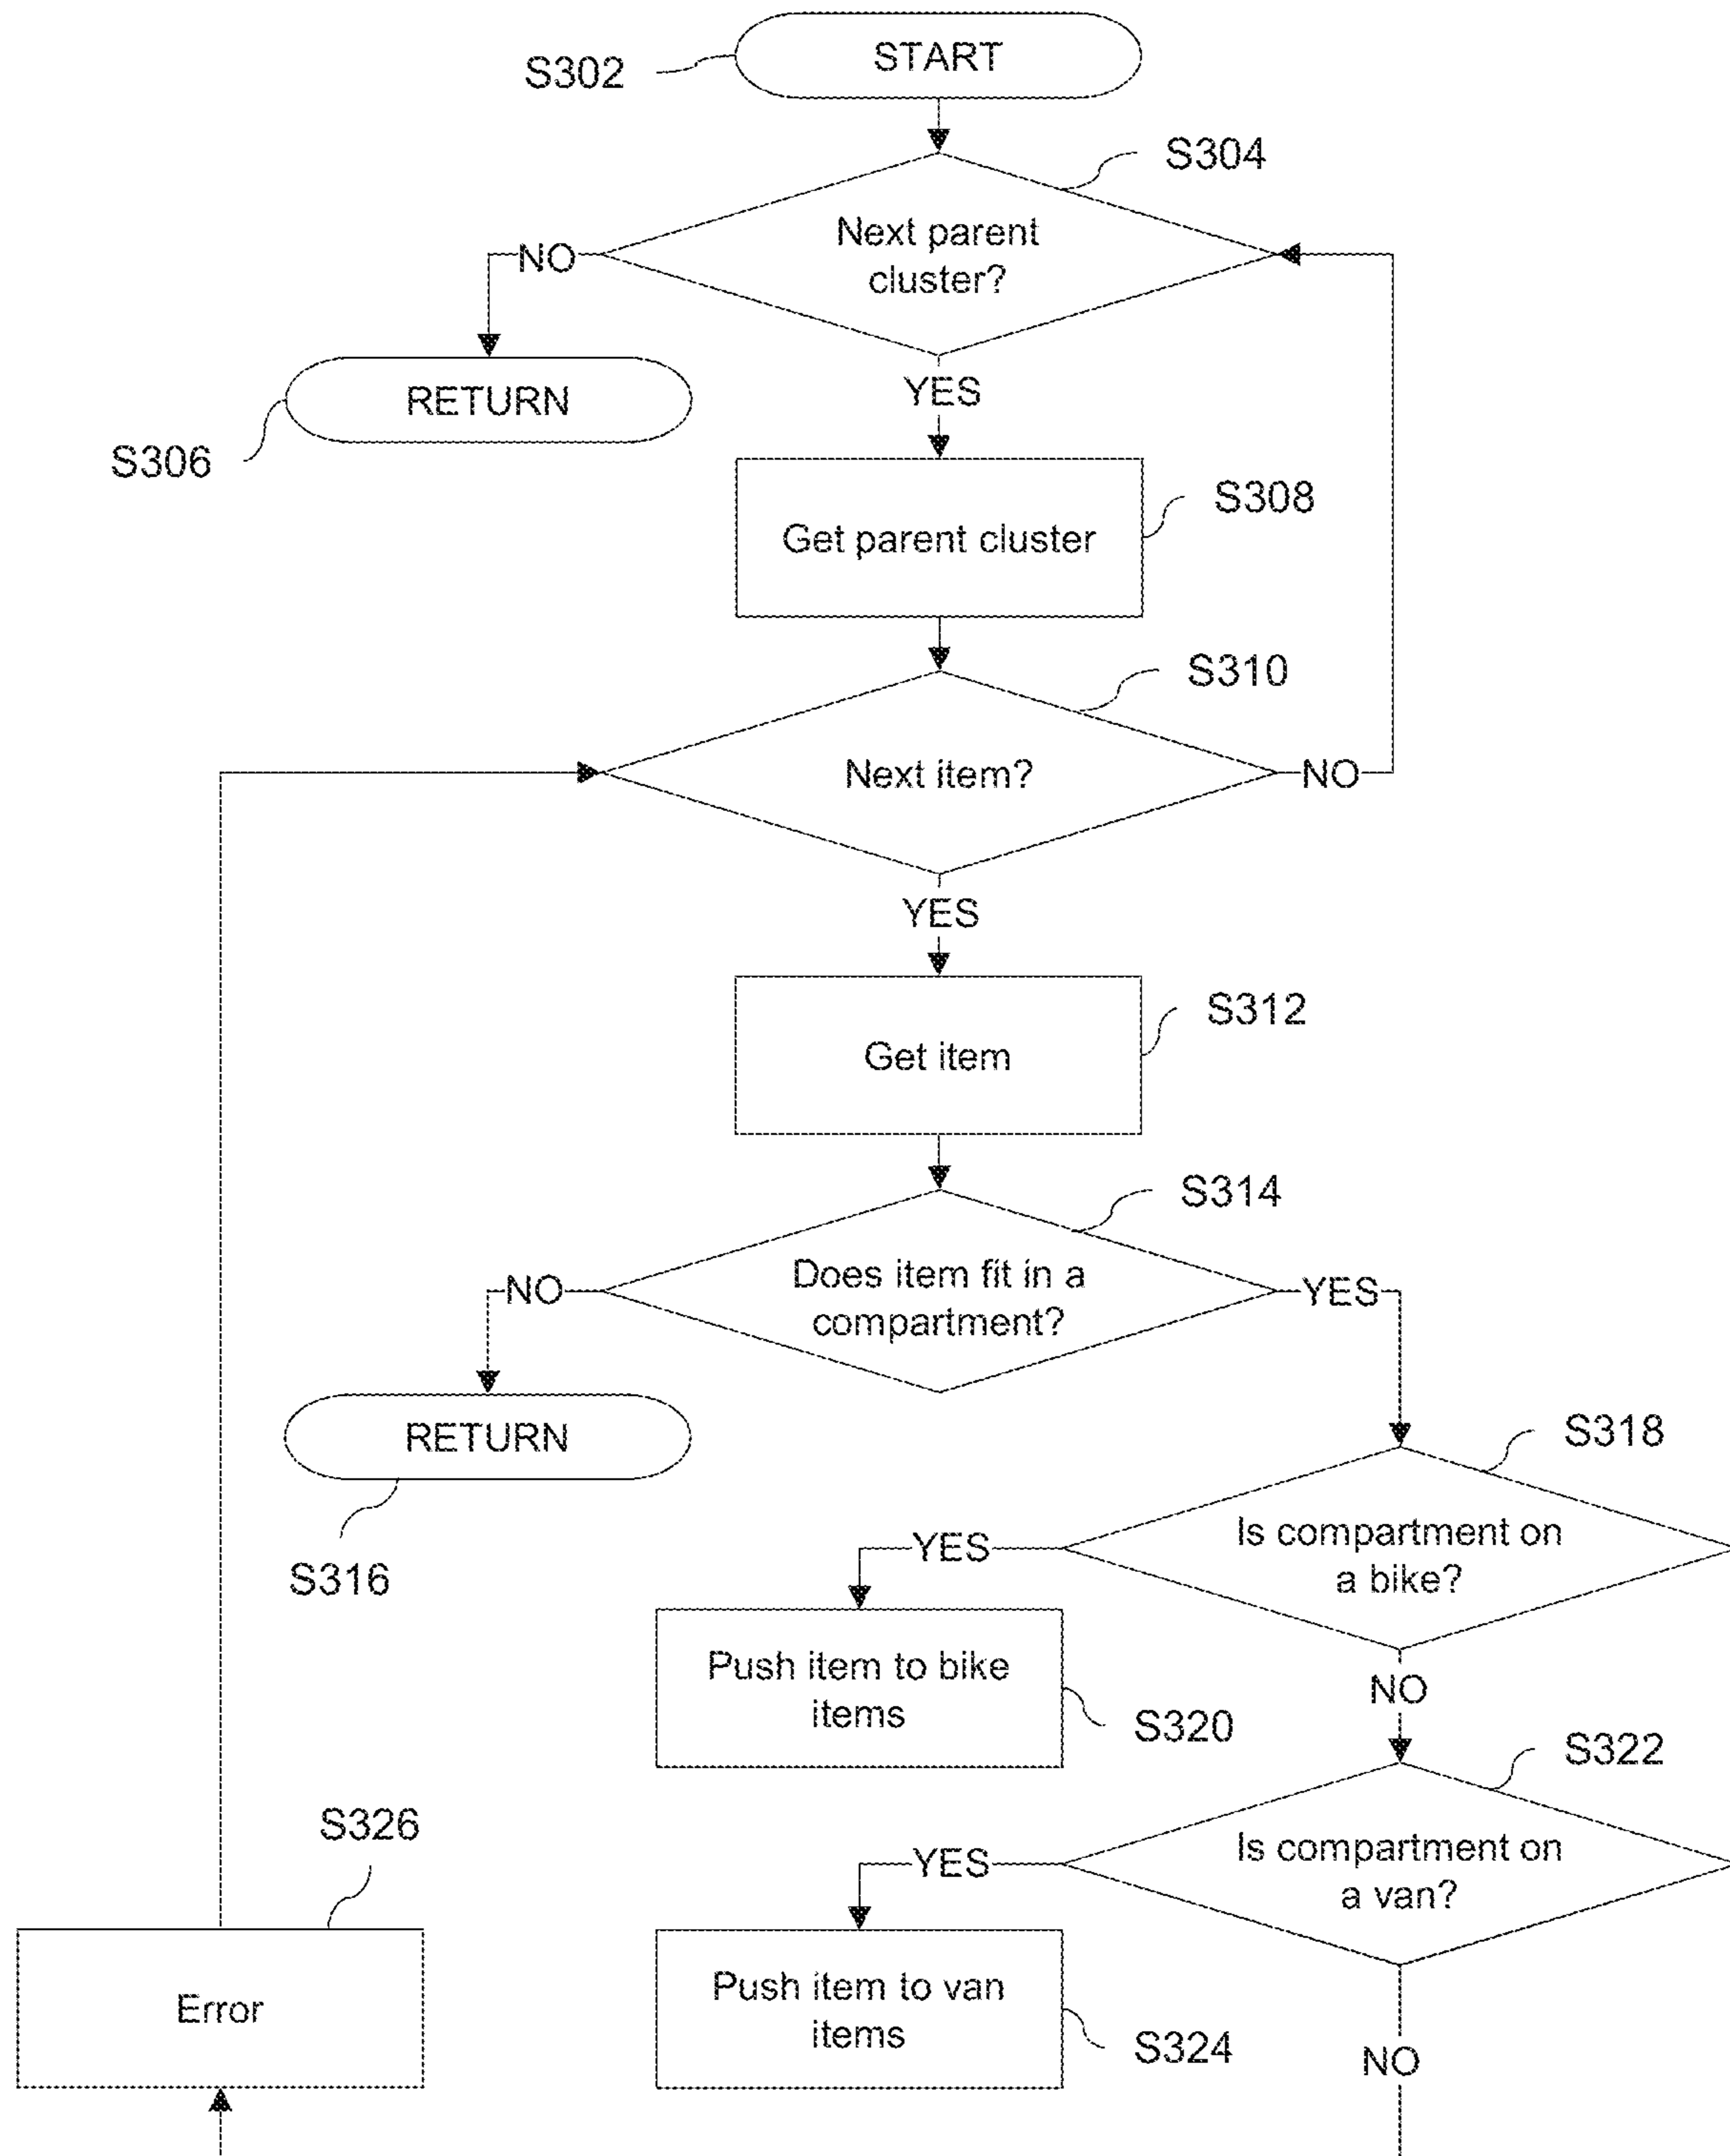 START
S302
S304
Next parent
cluster?
NO
RETURN
S306
YES
Get parent cluster
S308
S310
Next item?
NO
YES
Get item
S312
S314
Does item fit in a
compartment?
NO
YES
RETURN
S316
S318
Is compartment on
a bike?
YES
Push item to bike
items
S320
NO
S322
Is compartment on
a van?
YES
Push item to van
items
S324
NO
S326
Error